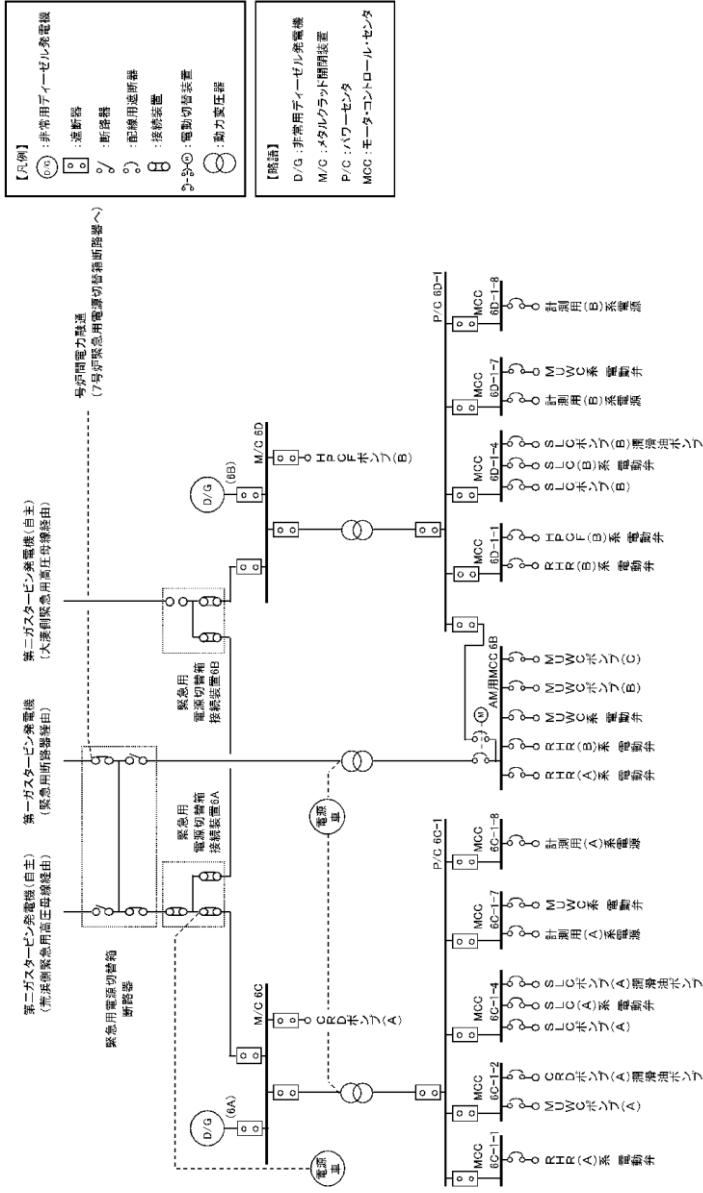 【凡例】
D/G :非常用ディーゼル発電機
:遮断器
:断路器
:配線用遮断器
:接続装置
:電動切替装置
:動力変圧器
【略語】
D/G:非常用ディーゼル発電機
M/C:メタルクラッド開閉装置
P/C:パワーセンタ
MCC:モータ・コントロール・センタ
第二ガスタービン発電機(自主)
(荒浜側緊急用高圧母線経由)
第一ガスタービン発電機
(緊急用断路器経由)
第二ガスタービン発電機(自主)
(大湊側緊急用高圧母線経由)
号炉間電力融通
(7号炉緊急用電源切替箱断路器へ)
緊急用電源切替箱
断路器
緊急用
電源切替箱
接続装置6A
緊急用
電源切替箱
接続装置6B
電源
車
電源
車
D/G
(6A)
M/C 6C
CRDポンプ(A)
D/G
(6B)
M/C 6D
HPCFポンプ(B)
P/C 6C-1
MCC
6C-1-1
RHR(A)系 電動弁
MCC
6C-1-2
MUWCポンプ(A)
CRDポンプ(A)潤滑油ポンプ
MCC
6C-1-4
SLCポンプ(A)
SLC(A)系 電動弁
SLCポンプ(A)潤滑油ポンプ
MCC
6C-1-7
計測用(A)系電源
MUWC系 電動弁
MCC
6C-1-8
計測用(A)系電源
M
AM用MCC 6B
RHR(A)系 電動弁
RHR(B)系 電動弁
MUWC系 電動弁
MUWCポンプ(B)
MUWCポンプ(C)
P/C 6D-1
MCC
6D-1-1
RHR(B)系 電動弁
HPCF(B)系 電動弁
MCC
6D-1-4
SLCポンプ(B)
SLC(B)系 電動弁
SLCポンプ(B)潤滑油ポンプ
MCC
6D-1-7
計測用(B)系電源
MUWC系 電動弁
MCC
6D-1-8
計測用(B)系電源